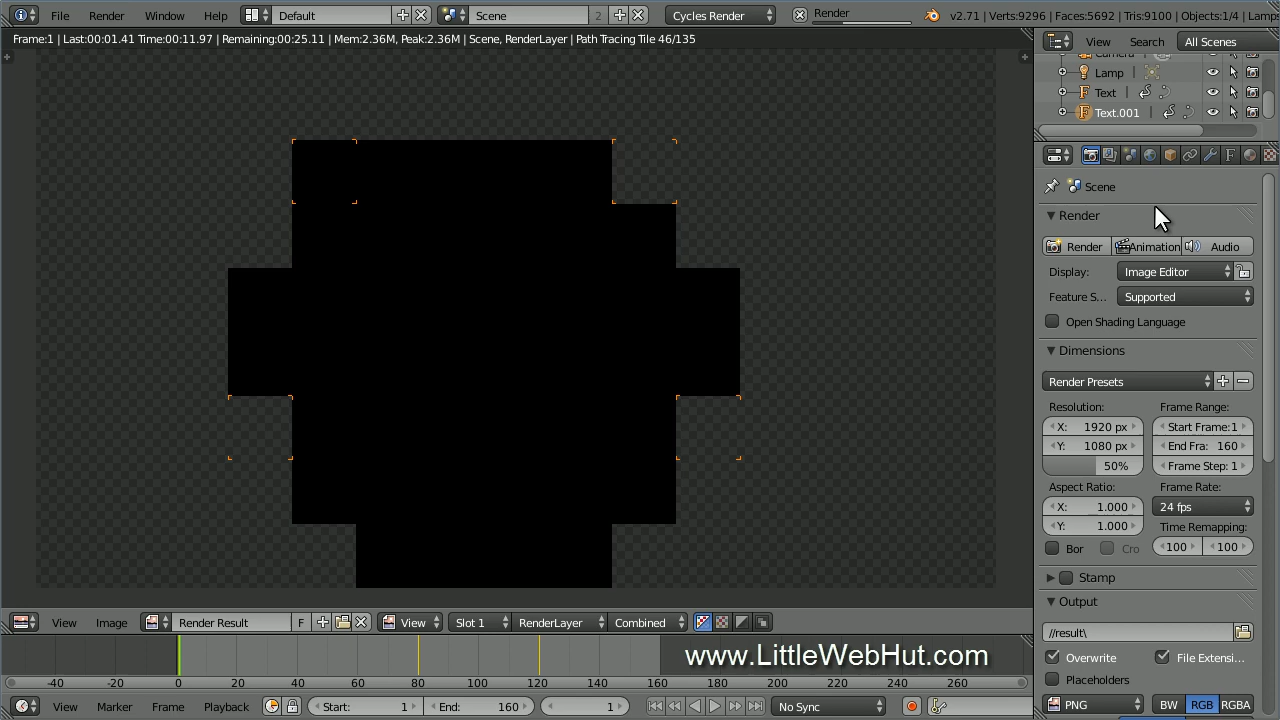 File Render Window Help Default Scene 2 Cycles Render Render v2.71 | Verts:9296 | Faces:5692 | Tris:9100 | Objects:1/4 | Lamps
Frame:1 | Last:00:01.41 Time:00:11.97 | Remaining:00:25.11 | Mem:2.36M, Peak:2.36M | Scene, RenderLayer | Path Tracing Tile 46/135
View Search All Scenes
Camera
Lamp
Text
Text.001
Scene
Render
Render Animation Audio
Display: Image Editor
Feature S... Supported
Open Shading Language
Dimensions
Render Presets
Resolution: Frame Range:
X: 1920 px Start Frame:1
Y: 1080 px End Fra: 160
50% Frame Step: 1
Aspect Ratio: Frame Rate:
X: 1.000 24 fps
Y: 1.000 Time Remapping:
Bor Cro 100 100
Stamp
Output
//result\
Overwrite File Extensi...
Placeholders
PNG BW RGB RGBA
View Image Render Result F View Slot 1 RenderLayer Combined
www.LittleWebHut.com
-40 -20 0 20 40 60 80 100 120 140 160 180 200 220 240 260
View Marker Frame Playback Start: 1 End: 160 1 No Sync